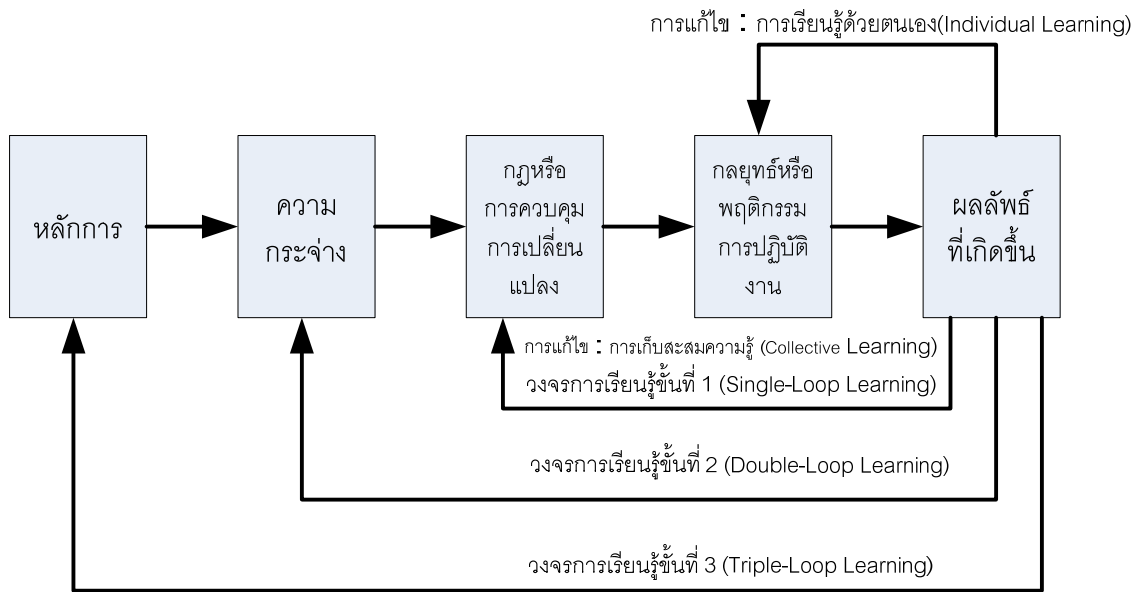 การแก้ไข : การเรียนรู้ด้วยตนเอง(Individual Learning)
หลักการ
ความ
กระจ่าง
กฎหรือ
การควบคุม
การเปลี่ยน
แปลง
กลยุทธ์หรือ
พฤติกรรม
การปฏิบัติ
งาน
ผลลัพธ์
ที่เกิดขึ้น
การแก้ไข : การเก็บสะสมความรู้ (Collective Learning)
วงจรการเรียนรู้ขั้นที่ 1 (Single-Loop Learning)
วงจรการเรียนรู้ขั้นที่ 2 (Double-Loop Learning)
วงจรการเรียนรู้ขั้นที่ 3 (Triple-Loop Learning)